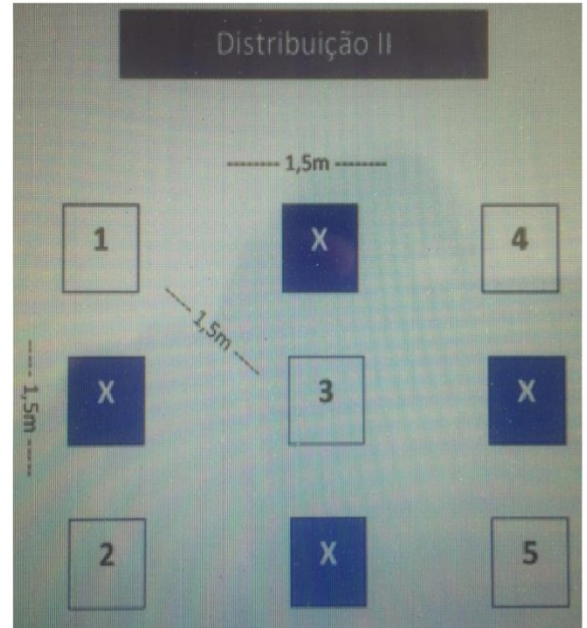 Distribuição II
-------- 1,5m --------
1 X 4
---- 1,5m ----
X 3 X
---- 1,5m ----
2 X 5